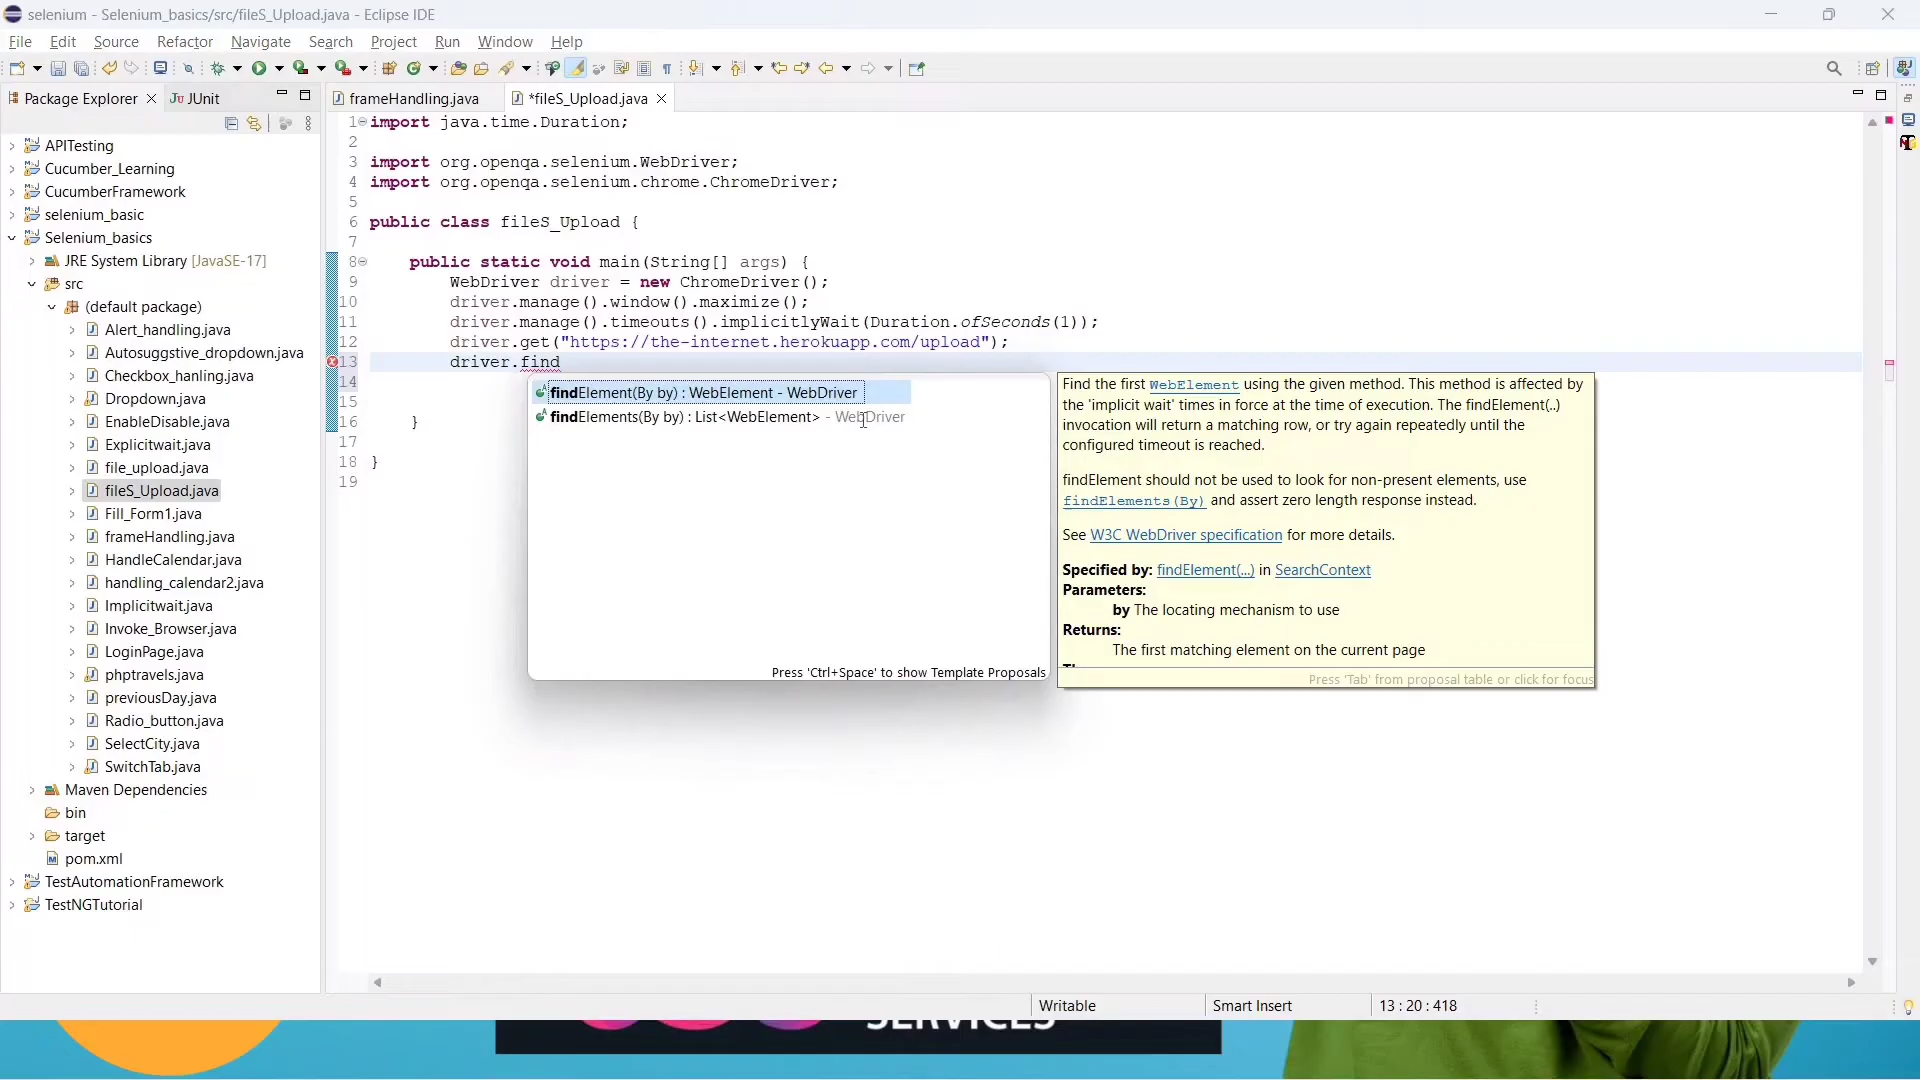 selenium - Selenium_basics/src/fileS_Upload.java - Eclipse IDE
File Edit Source Refactor Navigate Search Project Run Window Help
Package Explorer
JUnit
APITesting
Cucumber_Learning
CucumberFramework
selenium_basic
Selenium_basics
JRE System Library [JavaSE-17]
src
(default package)
Alert_handling.java
Autosuggstive_dropdown.java
Checkbox_hanling.java
Dropdown.java
EnableDisable.java
Explicitwait.java
file_upload.java
fileS_Upload.java
Fill_Form1.java
frameHandling.java
HandleCalendar.java
handling_calendar2.java
Implicitwait.java
Invoke_Browser.java
LoginPage.java
phptravels.java
previousDay.java
Radio_button.java
SelectCity.java
SwitchTab.java
Maven Dependencies
bin
target
pom.xml
TestAutomationFramework
TestNGTutorial
frameHandling.java
*fileS_Upload.java
1 import java.time.Duration;
2
3 import org.openqa.selenium.WebDriver;
4 import org.openqa.selenium.chrome.ChromeDriver;
5
6 public class fileS_Upload {
7
8 public static void main(String[] args) {
9 WebDriver driver = new ChromeDriver();
10 driver.manage().window().maximize();
11 driver.manage().timeouts().implicitlyWait(Duration.ofSeconds(1));
12 driver.get("https://the-internet.herokuapp.com/upload");
13 driver.find
14
15
16 }
17
18 }
19
findElement(By by) : WebElement - WebDriver
findElements(By by) : List<WebElement> - WebDriver
Press 'Ctrl+Space' to show Template Proposals
Find the first WebElement using the given method. This method is affected by
the 'implicit wait' times in force at the time of execution. The findElement(..)
invocation will return a matching row, or try again repeatedly until the
configured timeout is reached.
findElement should not be used to look for non-present elements, use
findElements(By) and assert zero length response instead.
See W3C WebDriver specification for more details.
Specified by: findElement(...) in SearchContext
Parameters:
by The locating mechanism to use
Returns:
The first matching element on the current page
Press 'Tab' from proposal table or click for focus
Writable
Smart Insert
13 : 20 : 418
SERVICES